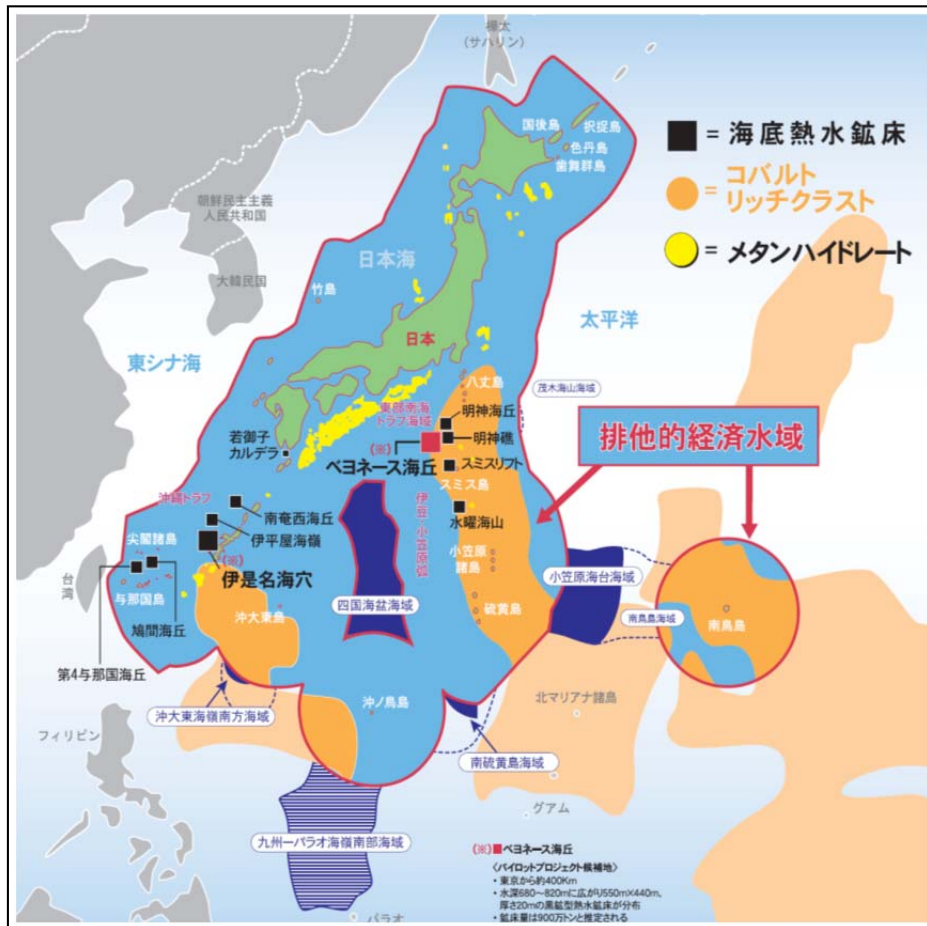 樺太
(サハリン)
国後島
択捉島
色丹島
歯舞群島
■ = 海底熱水鉱床
= コバルト
リッチクラスト
= メタンハイドレート
朝鮮民主主義
人民共和国
大韓民国
日本海
竹島
日本
太平洋
東シナ海
八丈島
茂木海山海域
東部南海
トラフ海域
明神海丘
明神礁
排他的経済水域
若御子
カルデラ
(※)
ベヨネース海丘
スミスリフト
スミス島
沖縄トラフ
南奄西海丘
伊豆・小笠原弧
水曜海山
尖閣諸島
伊平屋海嶺
小笠原
諸島
小笠原海台海域
台湾
(※)
伊是名海穴
与那国島
四国海盆海域
沖大東島
硫黄島
南鳥島海域
南鳥島
鳩間海丘
第4与那国海丘
沖ノ鳥島
北マリアナ諸島
沖大東海嶺南方海域
フィリピン
南硫黄島海域
グアム
九州ーパラオ海嶺南部海域
(※)■ベヨネース海丘
〈パイロットプロジェクト候補地〉
・東京から約400Km
・水深680〜820mに広がり550m×440m、
厚さ20mの黒鉱型熱水鉱床が分布
・鉱床量は900万トンと推定される
パラオ